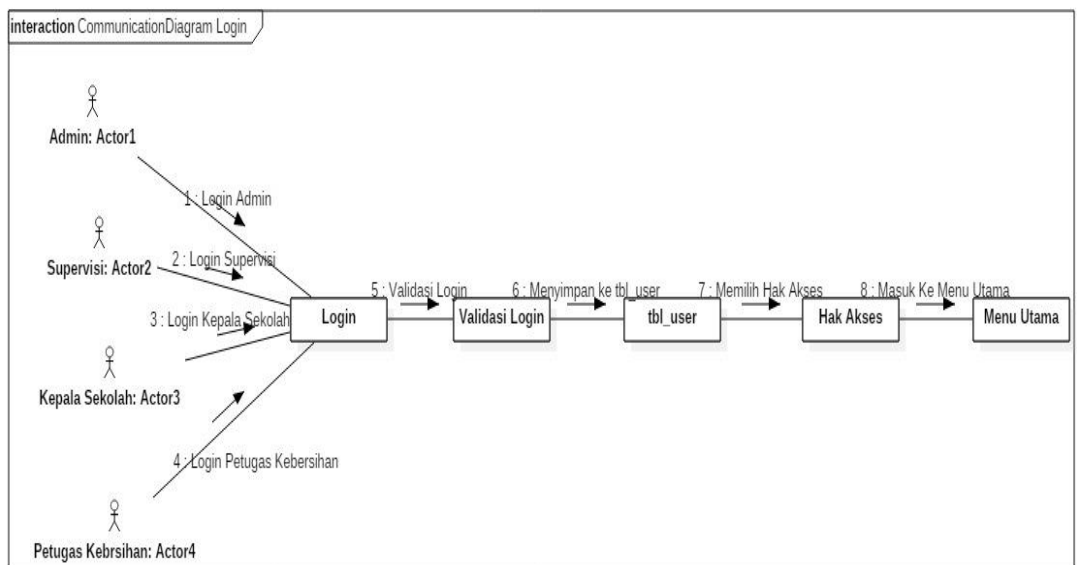 interaction CommunicationDiagram Login
Admin: Actor1
1 : Login Admin
Supervisi: Actor2
2 : Login Supervisi
3 : Login Kepala Sekolah
Kepala Sekolah: Actor3
4 : Login Petugas Kebersihan
Petugas Kebrsihan: Actor4
Login
5 : Validasi Login
Validasi Login
6 : Menyimpan ke tbl_user
tbl_user
7 : Memilih Hak Akses
Hak Akses
8 : Masuk Ke Menu Utama
Menu Utama